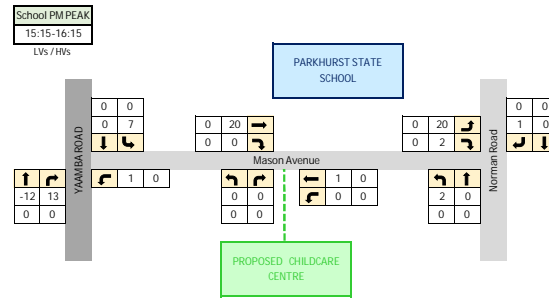 School PM PEAK
15:15-16:15
LVs / HVs
PARKHURST STATE
SCHOOL
0 0
0 7
0 20
0 0
0 20
0 2
0 0
1 0
YAAMBA ROAD
Mason Avenue
Norman Road
-12 13
0 0
1 0
0 0
0 0
1 0
0 0
2 0
0 0
PROPOSED CHILDCARE
CENTRE